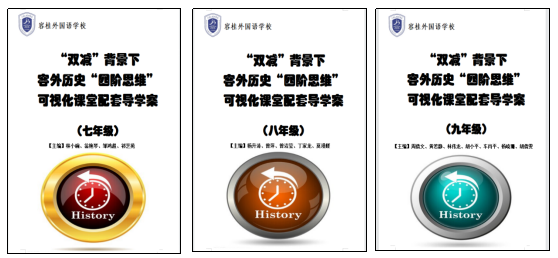 容桂外国语学校
“双减”背景下
容外历史“四阶思维”
可视化课堂配套导学案
（七年级）
【主编】
History
容桂外国语学校
“双减”背景下
容外历史“四阶思维”
可视化课堂配套导学案
（八年级）
【主编】
History
容桂外国语学校
“双减”背景下
容外历史“四阶思维”
可视化课堂配套导学案
（九年级）
【主编】
History